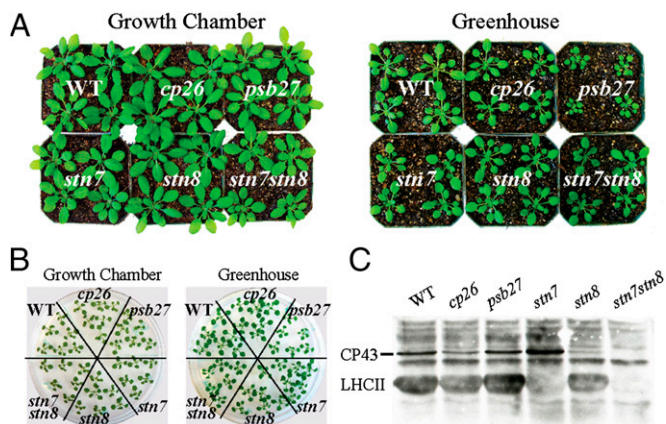 A
Growth Chamber
Greenhouse
WT cp26 psb27
stn7 stn8 stn7stn8
WT cp26 psb27
stn7 stn8 stn7stn8
B
Growth Chamber
Greenhouse
WT cp26 psb27
stn7 stn8 stn8 stn7
WT cp26 psb27
stn7 stn8 stn8 stn7
C
WT cp26 psb27 stn7 stn8 stn7stn8
CP43
LHCII